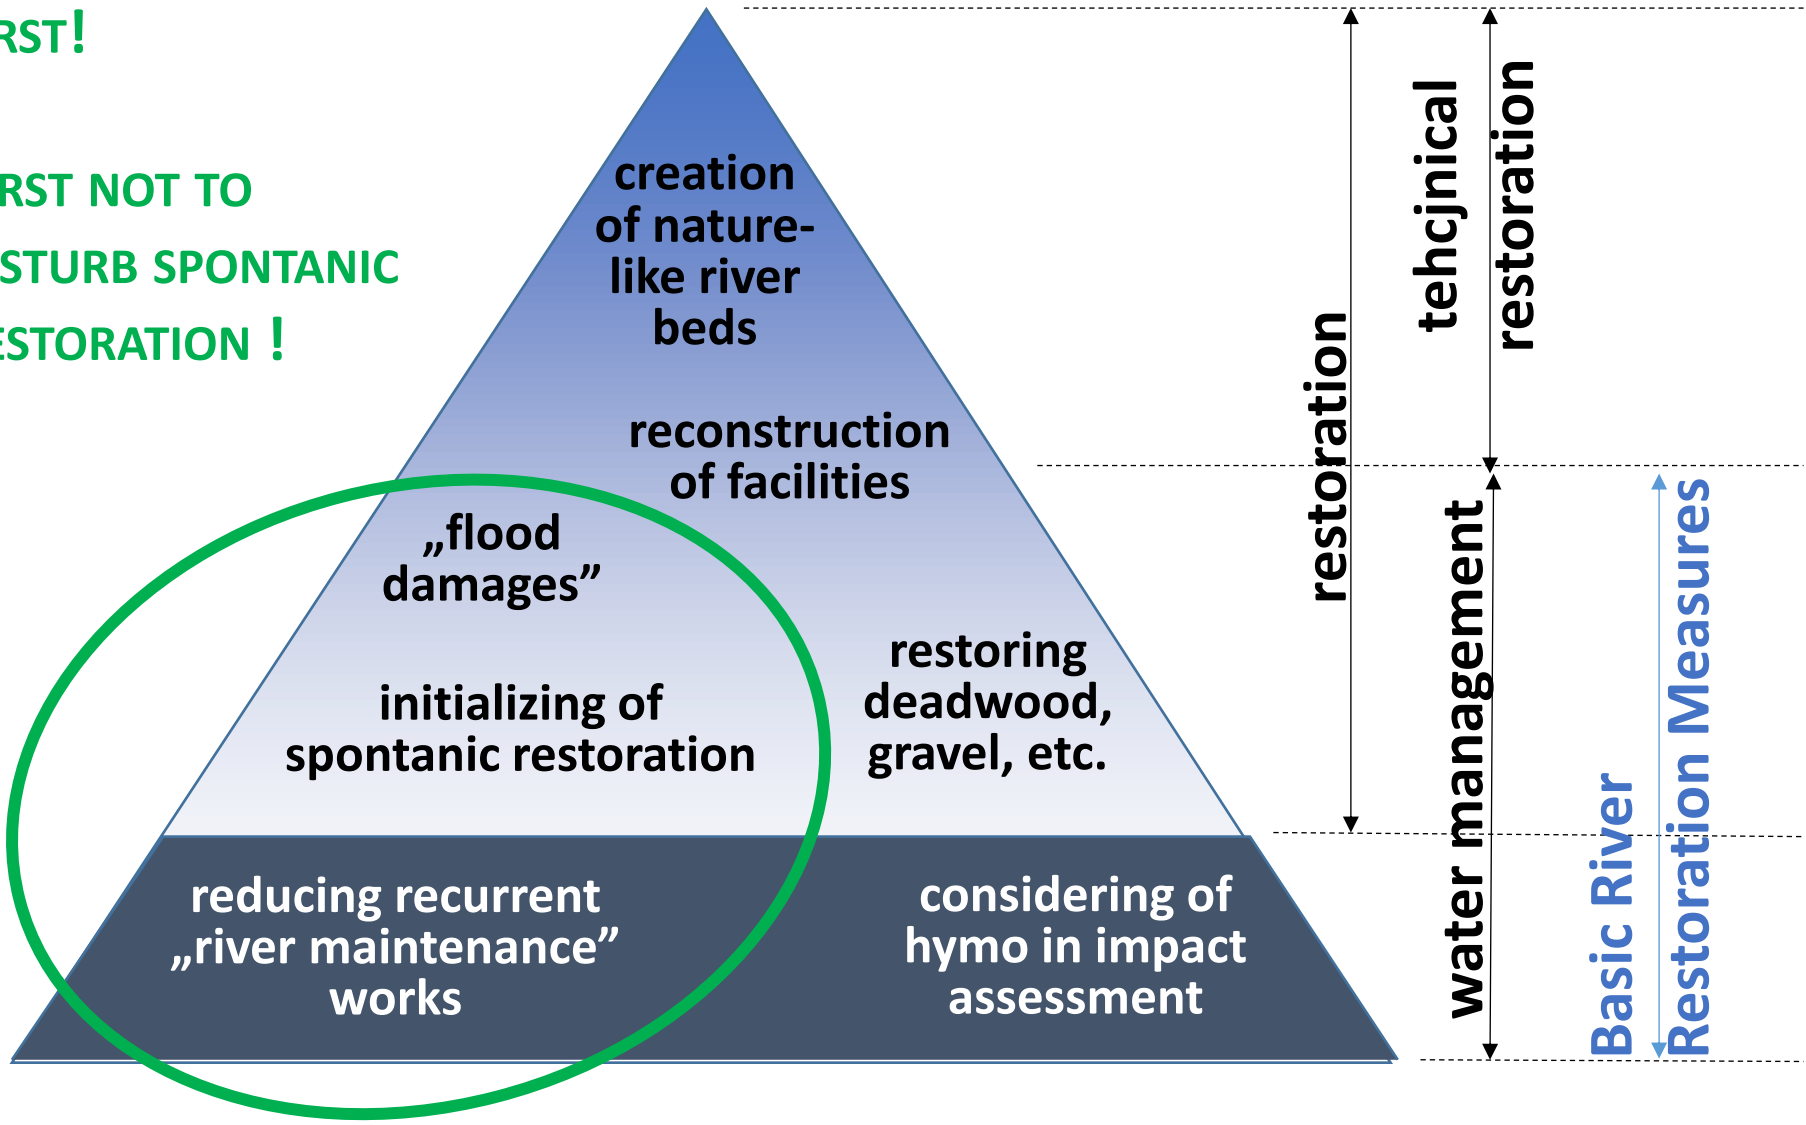 RST!
RST NOT TO
STURB SPONTANIC
ESTORATION !
creation
of nature-
like river
beds
reconstruction
of facilities
„flood
damages”
initializing of
spontanic restoration
restoring
deadwood,
gravel, etc.
reducing recurrent
„river maintenance”
works
considering of
hymo in impact
assessment
restoration
tehcjnical
restoration
water management
Basic River
Restoration Measures